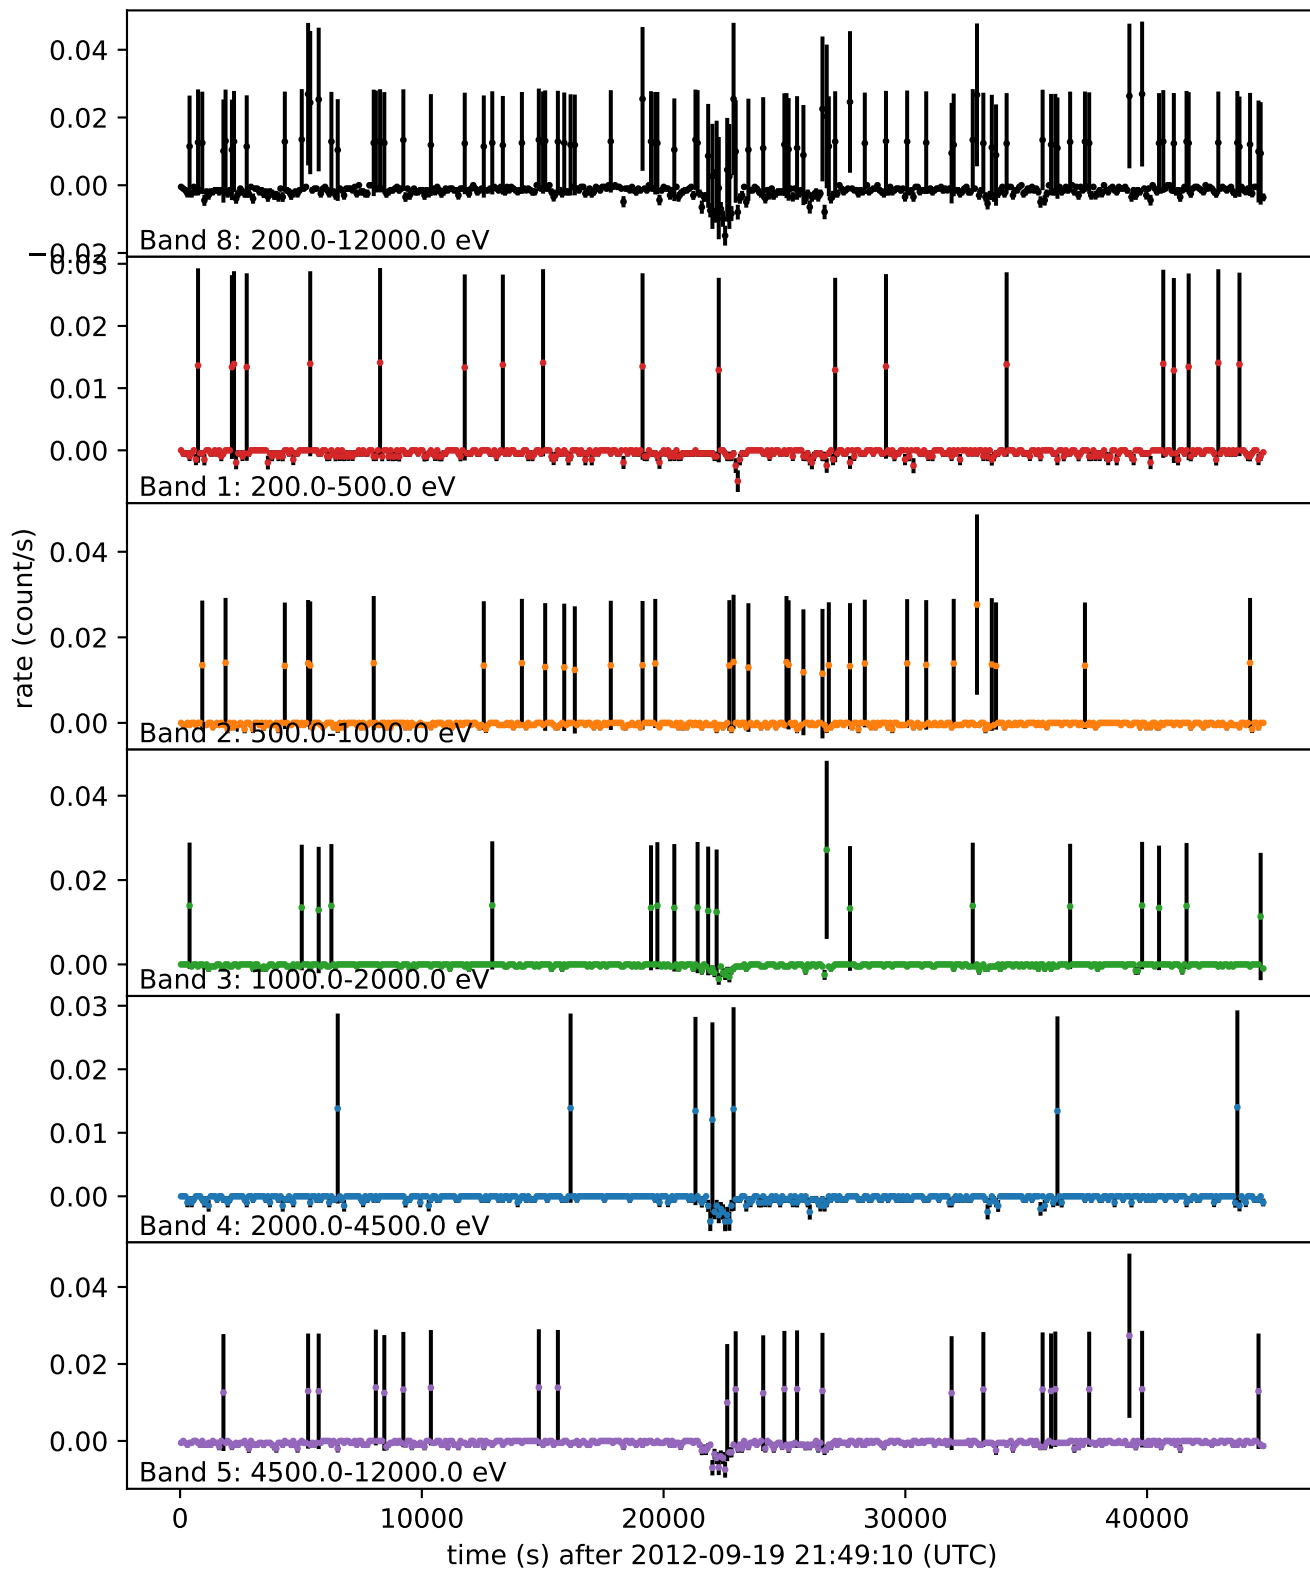 0.04
0.02
0.00
−0.02
Band 8: 200.0-12000.0 eV
0.03
0.02
0.01
0.00
Band 1: 200.0-500.0 eV
rate (count/s)
0.04
0.02
0.00
Band 2: 500.0-1000.0 eV
0.04
0.02
0.00
Band 3: 1000.0-2000.0 eV
0.03
0.02
0.01
0.00
Band 4: 2000.0-4500.0 eV
0.04
0.02
0.00
Band 5: 4500.0-12000.0 eV
0 10000 20000 30000 40000
time (s) after 2012-09-19 21:49:10 (UTC)